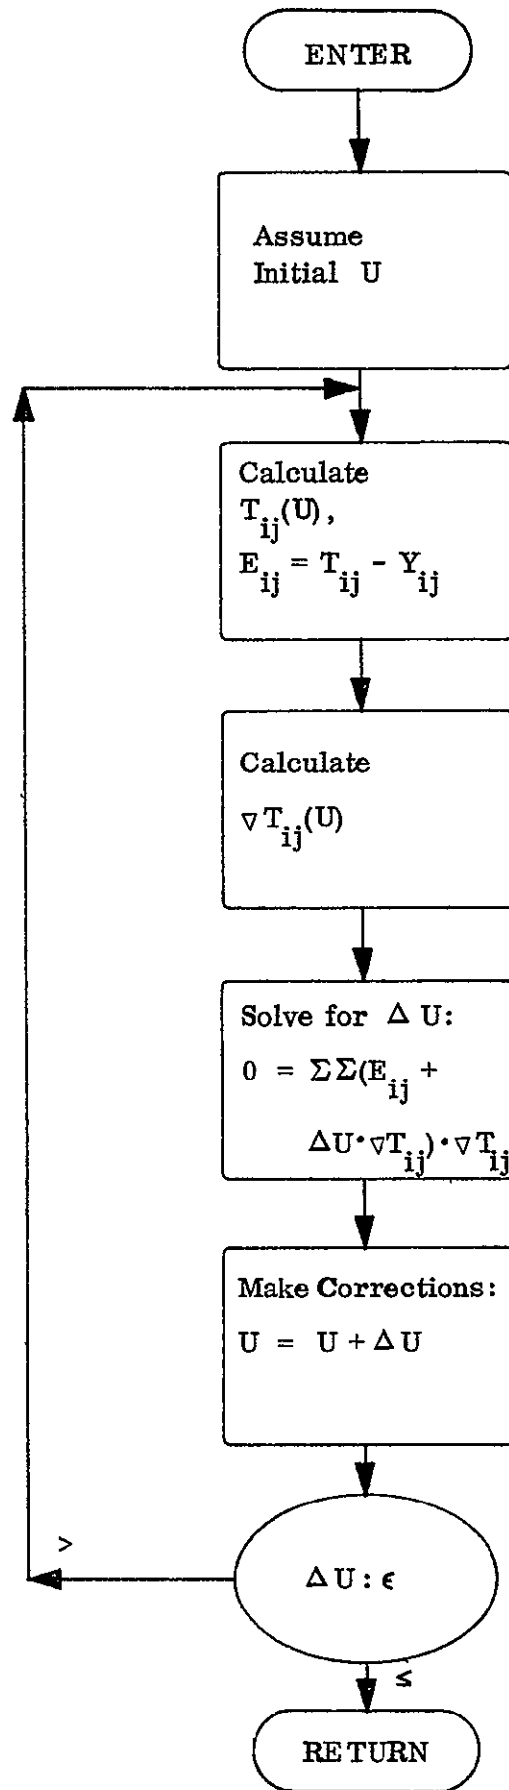 ENTER
Assume
Initial U
Calculate
T_ij(U),
E_ij = T_ij - Y_ij
Calculate
∇T_ij(U)
Solve for ΔU:
0 = ΣΣ(E_ij +
ΔU·∇T_ij)·∇T_ij
Make Corrections:
U = U + ΔU
>
ΔU: ϵ
≤
RETURN